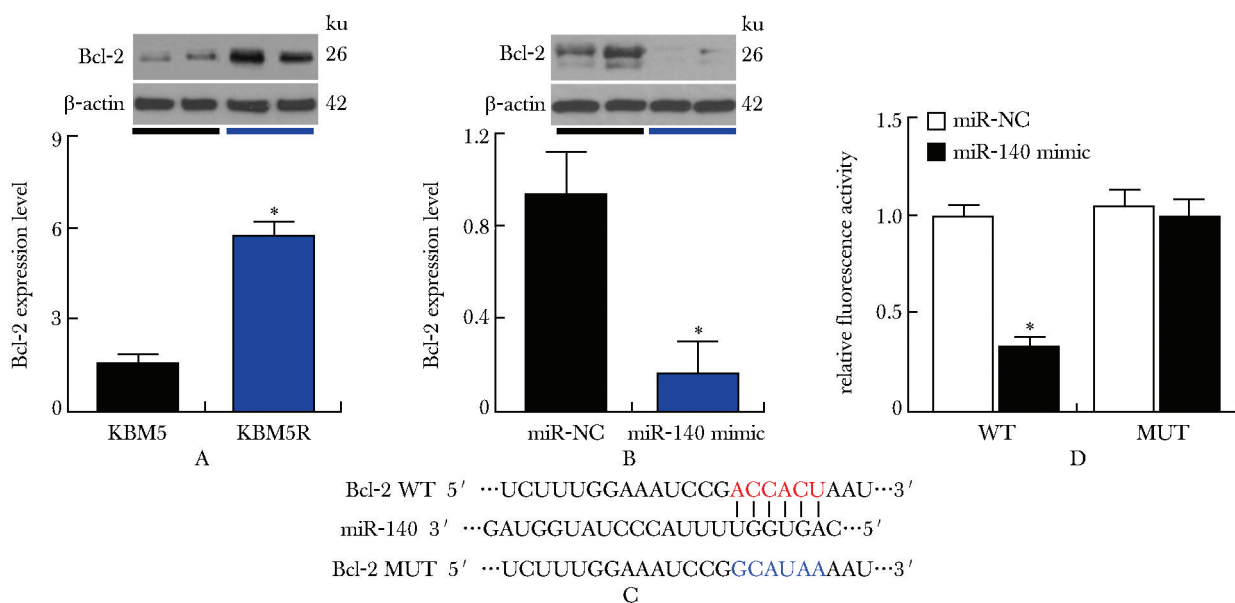 ku
Bcl-2
26
β-actin
42
9
6
3
0
Bcl-2 expression level
*
KBM5
KBM5R
A
ku
Bcl-2
26
β-actin
42
1.2
0.8
0.4
0
Bcl-2 expression level
*
miR-NC
miR-140 mimic
B
1.5
1.0
0.5
0
relative fluorescence activity
miR-NC
miR-140 mimic
*
WT
MUT
D
Bcl-2 WT 5′ ···UCUUUGGAAAUCCGACCACUAAU···3′
miR-140 3′ ···GAUGGUAUCCCAUUUUGGUGAC···5′
Bcl-2 MUT 5′ ···UCUUUGGAAAUCCGGCAUAAAAU···3′
C